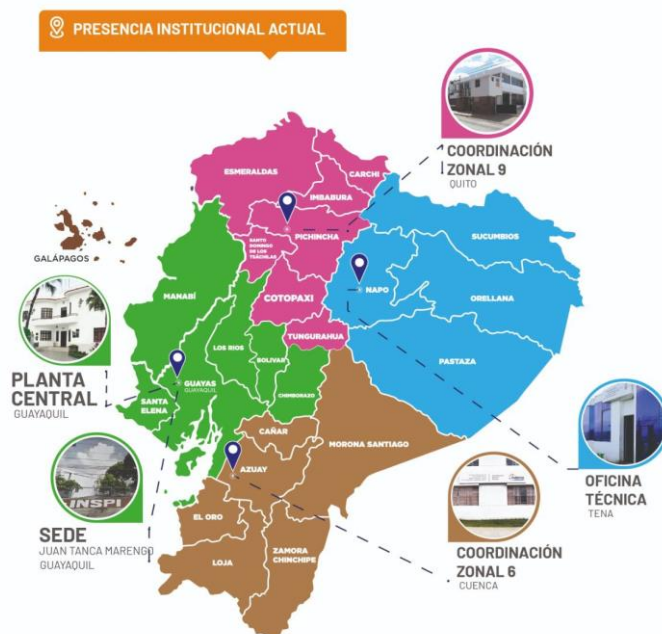 PRESENCIA INSTITUCIONAL ACTUAL
COORDINACIÓN
ZONAL 9
QUITO
ESMERALDAS
CARCHI
IMBABURA
PICHINCHA
SANTO
DOMINGO
DE LOS
TSÁCHILAS
SUCUMBIOS
GALÁPAGOS
NAPO
ORELLANA
MANABÍ
COTOPAXI
TUNGURAHUA
LOS RIOS
BOLIVAR
PASTAZA
PLANTA
CENTRAL
GUAYAQUIL
GUAYAS
GUAYAQUIL
SANTA
ELENA
CHIMBORAZO
CAÑAR
MORONA SANTIAGO
AZUAY
INSPI
OFICINA
TÉCNICA
TENA
SEDE
JUAN TANCA MARENGO
GUAYAQUIL
EL ORO
LOJA
ZAMORA
CHINCHIPE
COORDINACIÓN
ZONAL 6
CUENCA